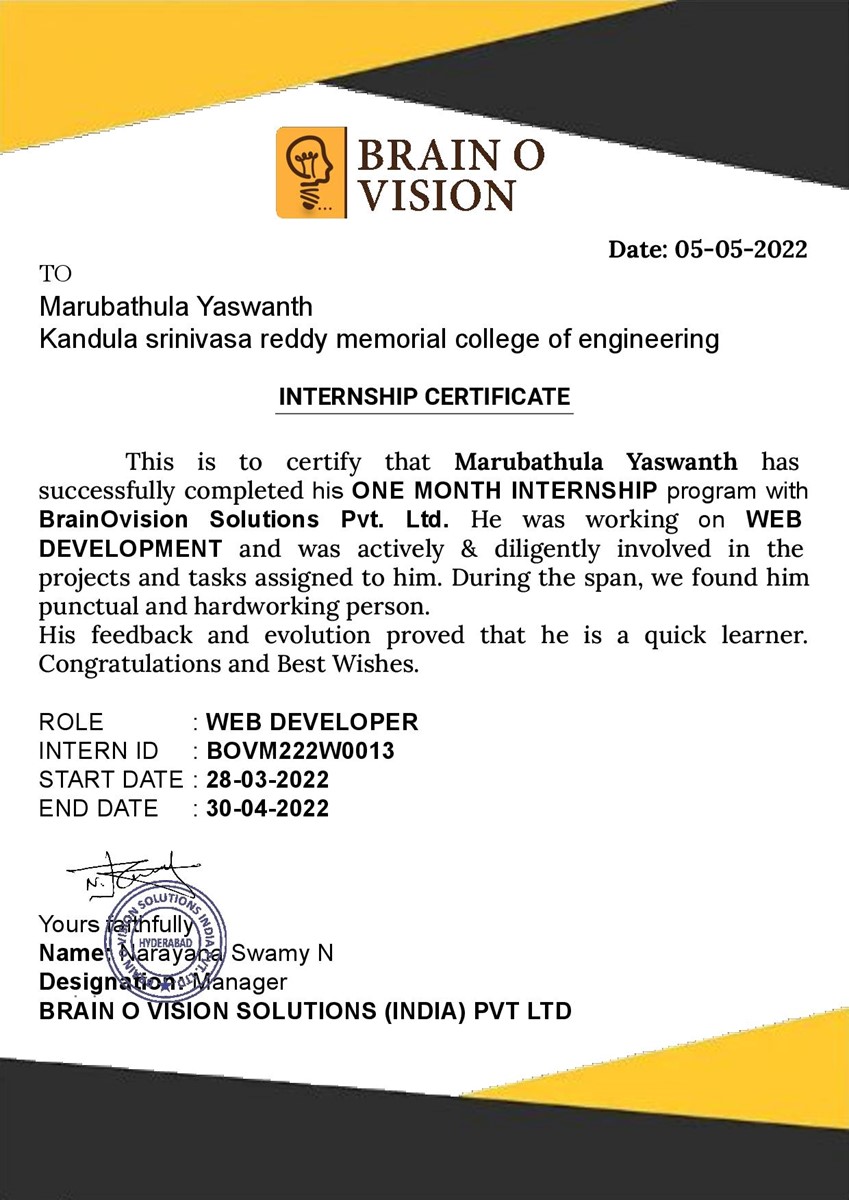 BRAIN O
VISION
Date: 05-05-2022
TO
Marubathula Yaswanth
Kandula srinivasa reddy memorial college of engineering
INTERNSHIP CERTIFICATE
This is to certify that Marubathula Yaswanth has
successfully completed his ONE MONTH INTERNSHIP program with
BrainOvision Solutions Pvt. Ltd. He was working on WEB
DEVELOPMENT and was actively & diligently involved in the
projects and tasks assigned to him. During the span, we found him
punctual and hardworking person.
His feedback and evolution proved that he is a quick learner.
Congratulations and Best Wishes.
ROLE : WEB DEVELOPER
INTERN ID : BOVM222W0013
START DATE : 28-03-2022
END DATE : 30-04-2022
BRAIN O VISION SOLUTIONS INDIA PVT. LTD.
HYDERABAD
Yours faithfully
Name: Narayana Swamy N
Designation: Manager
BRAIN O VISION SOLUTIONS (INDIA) PVT LTD